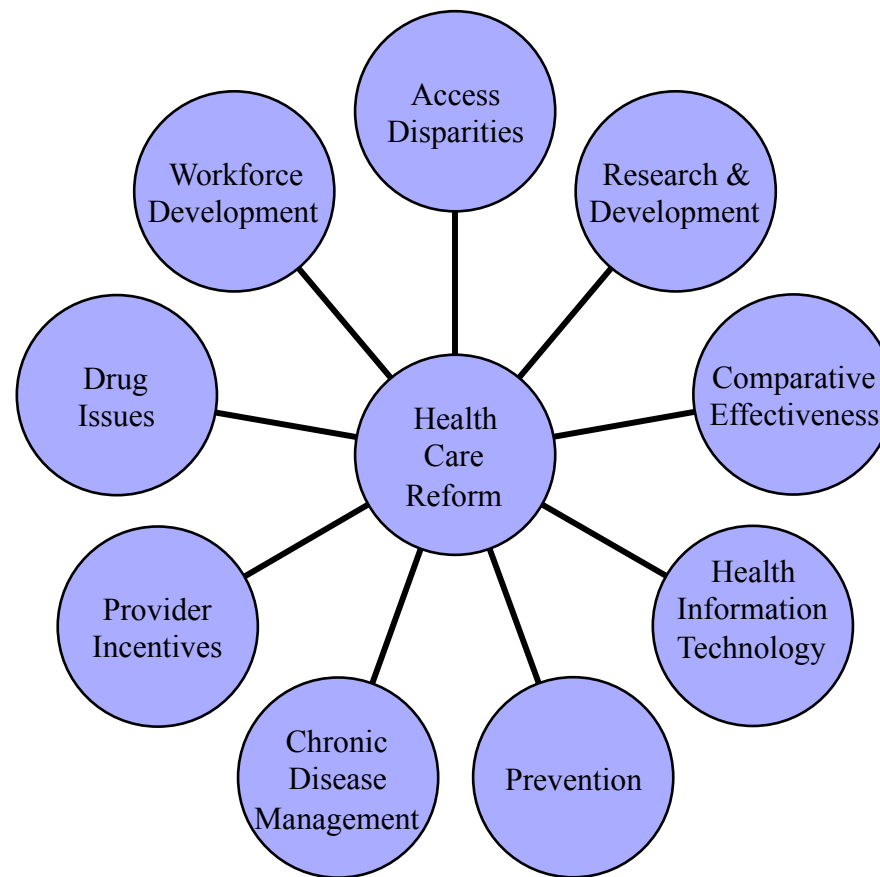 Access
Disparities
Research &
Development
Comparative
Effectiveness
Health
Information
Technology
Prevention
Chronic
Disease
Management
Provider
Incentives
Drug
Issues
Workforce
Development
Health
Care
Reform